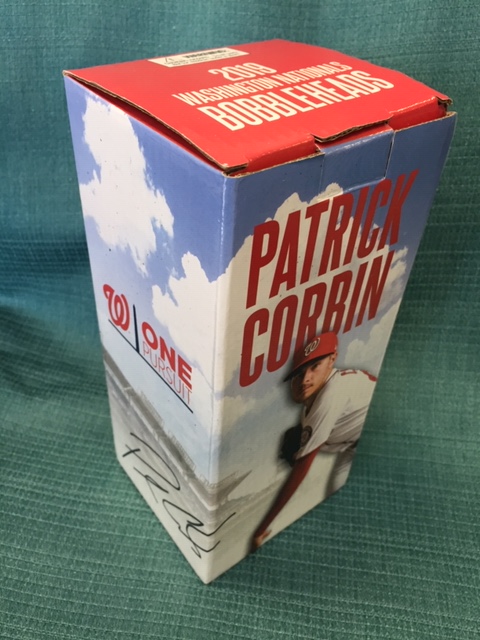 2019
WASHINGTON NATIONALS
BOBBLEHEADS
PATRICK
CORBIN
W
W
ONE
PURSUIT